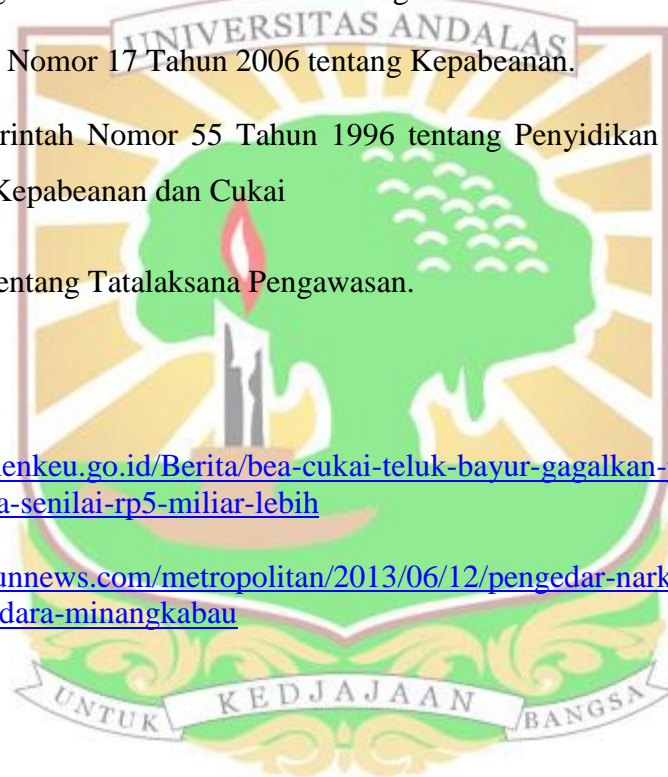 UNIVERSITAS ANDALAS
Nomor 17 Tahun 2006 tentang Kepabeanan.
rintah Nomor 55 Tahun 1996 tentang Penyidikan
Kepabeanan dan Cukai
entang Tatalaksana Pengawasan.
enkeu.go.id/Berita/bea-cukai-teluk-bayur-gagalkan-
a-senilai-rp5-miliar-lebih
unnews.com/metropolitan/2013/06/12/pengedar-nark
dara-minangkabau
UNTUK KEDJAJAAN BANGSA